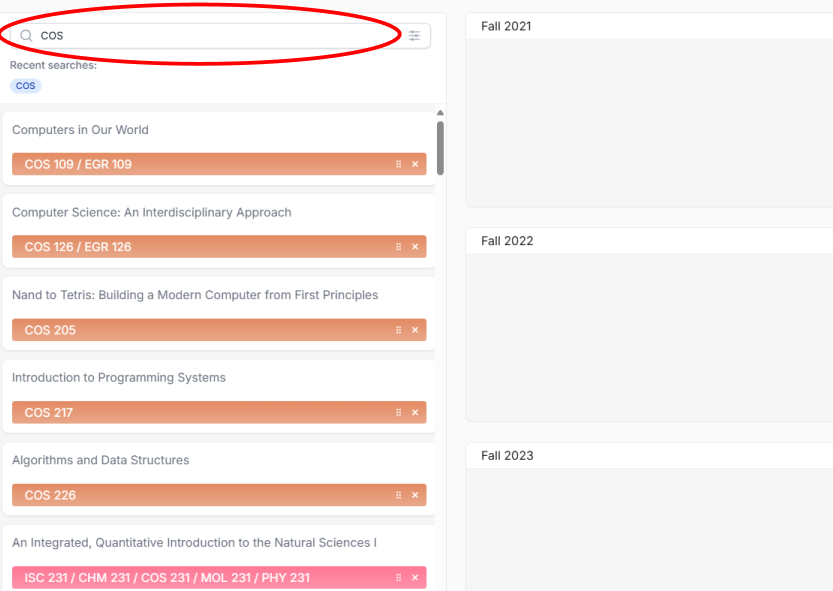 cos
Recent searches:
COS
Computers in Our World
COS 109 / EGR 109
Computer Science: An Interdisciplinary Approach
COS 126 / EGR 126
Nand to Tetris: Building a Modern Computer from First Principles
COS 205
Introduction to Programming Systems
COS 217
Algorithms and Data Structures
COS 226
An Integrated, Quantitative Introduction to the Natural Sciences I
ISC 231 / CHM 231 / COS 231 / MOL 231 / PHY 231
Fall 2021
Fall 2022
Fall 2023